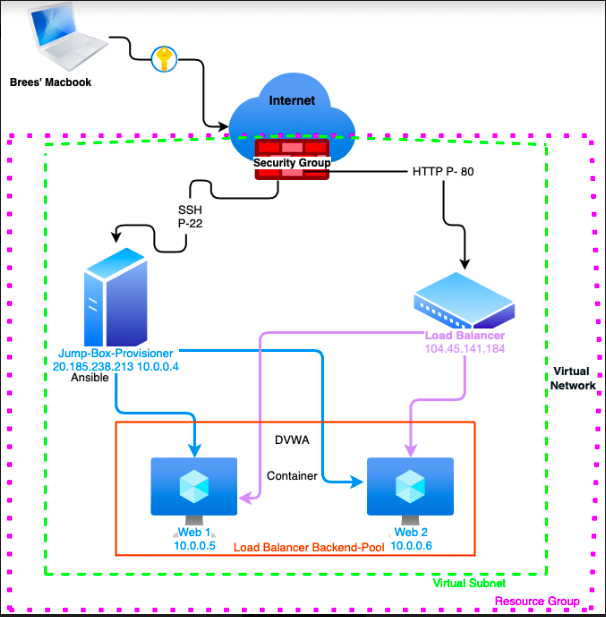 Brees' Macbook
Internet
Security Group
HTTP P- 80
SSH
P-22
Jump-Box-Provisioner
20.185.238.213 10.0.0.4
Ansible
Load Balancer
104.45.141.184
Virtual
Network
DVWA
Container
Web 1
10.0.0.5
Web 2
10.0.0.6
Load Balancer Backend-Pool
Virtual Subnet
Resource Group